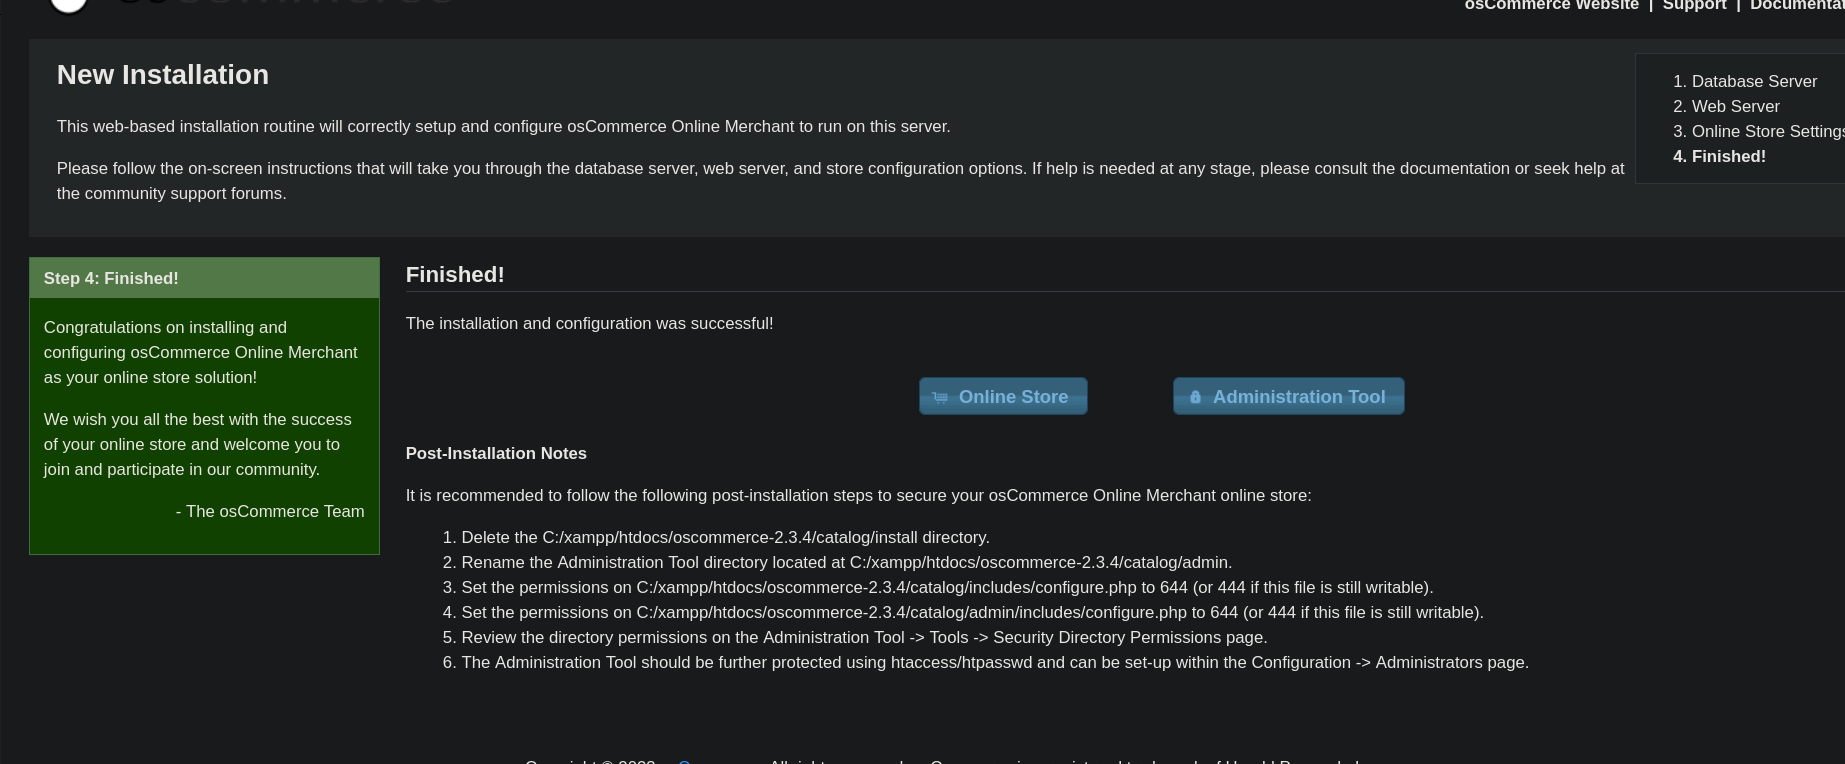 osCommerce
osCommerce Website | Support |
New Installation
This web-based installation routine will correctly setup and configure osCommerce Online Merchant to run on this server.
Please follow the on-screen instructions that will take you through the database server, web server, and store configuration options. If help is needed at any stage, please consult the documentation or seek help at
the community support forums.
1. Database Server
2. Web Server
3. Online Store Settings
4. Finished!
Step 4: Finished!
Congratulations on installing and
configuring osCommerce Online Merchant
as your online store solution!
We wish you all the best with the success
of your online store and welcome you to
join and participate in our community.
- The osCommerce Team
Finished!
The installation and configuration was successful!
Online Store
Administration Tool
Post-Installation Notes
It is recommended to follow the following post-installation steps to secure your osCommerce Online Merchant online store:
1. Delete the C:/xampp/htdocs/oscommerce-2.3.4/catalog/install directory.
2. Rename the Administration Tool directory located at C:/xampp/htdocs/oscommerce-2.3.4/catalog/admin.
3. Set the permissions on C:/xampp/htdocs/oscommerce-2.3.4/catalog/includes/configure.php to 644 (or 444 if this file is still writable).
4. Set the permissions on C:/xampp/htdocs/oscommerce-2.3.4/catalog/admin/includes/configure.php to 644 (or 444 if this file is still writable).
5. Review the directory permissions on the Administration Tool -> Tools -> Security Directory Permissions page.
6. The Administration Tool should be further protected using htaccess/htpasswd and can be set-up within the Configuration -> Administrators page.